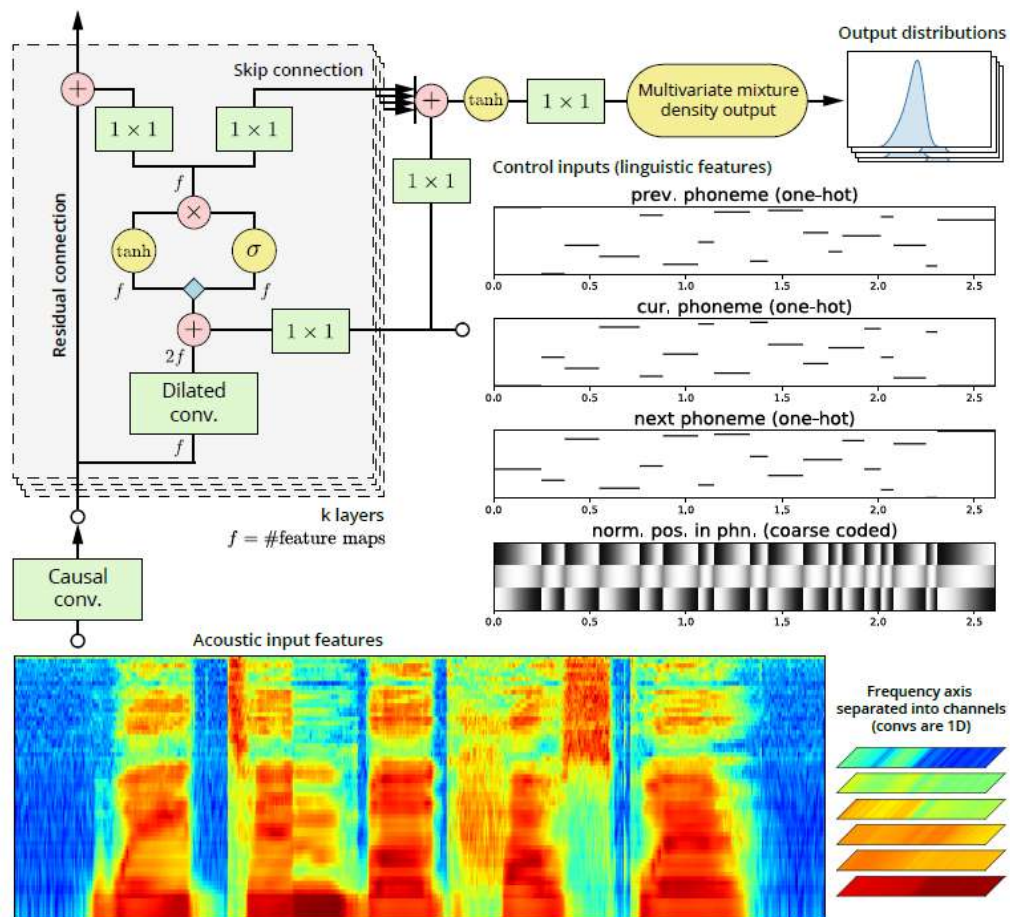 Output distributions
Skip connection
+
1 × 1
1 × 1
+
tanh
1 × 1
Multivariate mixture
density output
1 × 1
Residual connection
f
×
tanh
σ
f
f
+
1 × 1
2f
Dilated
conv.
f
k layers
f = #feature maps
Causal
conv.
Control inputs (linguistic features)
prev. phoneme (one-hot)
0.0 0.5 1.0 1.5 2.0 2.5
cur. phoneme (one-hot)
0.0 0.5 1.0 1.5 2.0 2.5
next phoneme (one-hot)
0.0 0.5 1.0 1.5 2.0 2.5
norm. pos. in phn. (coarse coded)
0.0 0.5 1.0 1.5 2.0 2.5
Acoustic input features
Frequency axis
separated into channels
(convs are 1D)